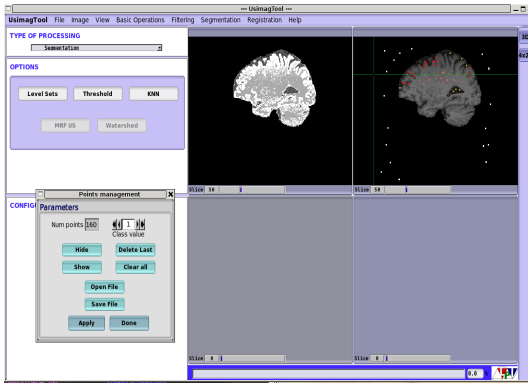 --- UsimagTool ---
UsimagTool File Image View Basic Operations Filtering Segmentation Registration Help
TYPE OF PROCESSING
Segmentation
OPTIONS
Level Sets Threshold KNN
MRF US Watershed
3D
4x2
Slice 50
Slice 50
CONFIG
Points management
Parameters
Num points 160 1
Class value
Hide Delete Last
Show Clear all
Open File
Save File
Apply Done
Slice 0
Slice 0
0.0